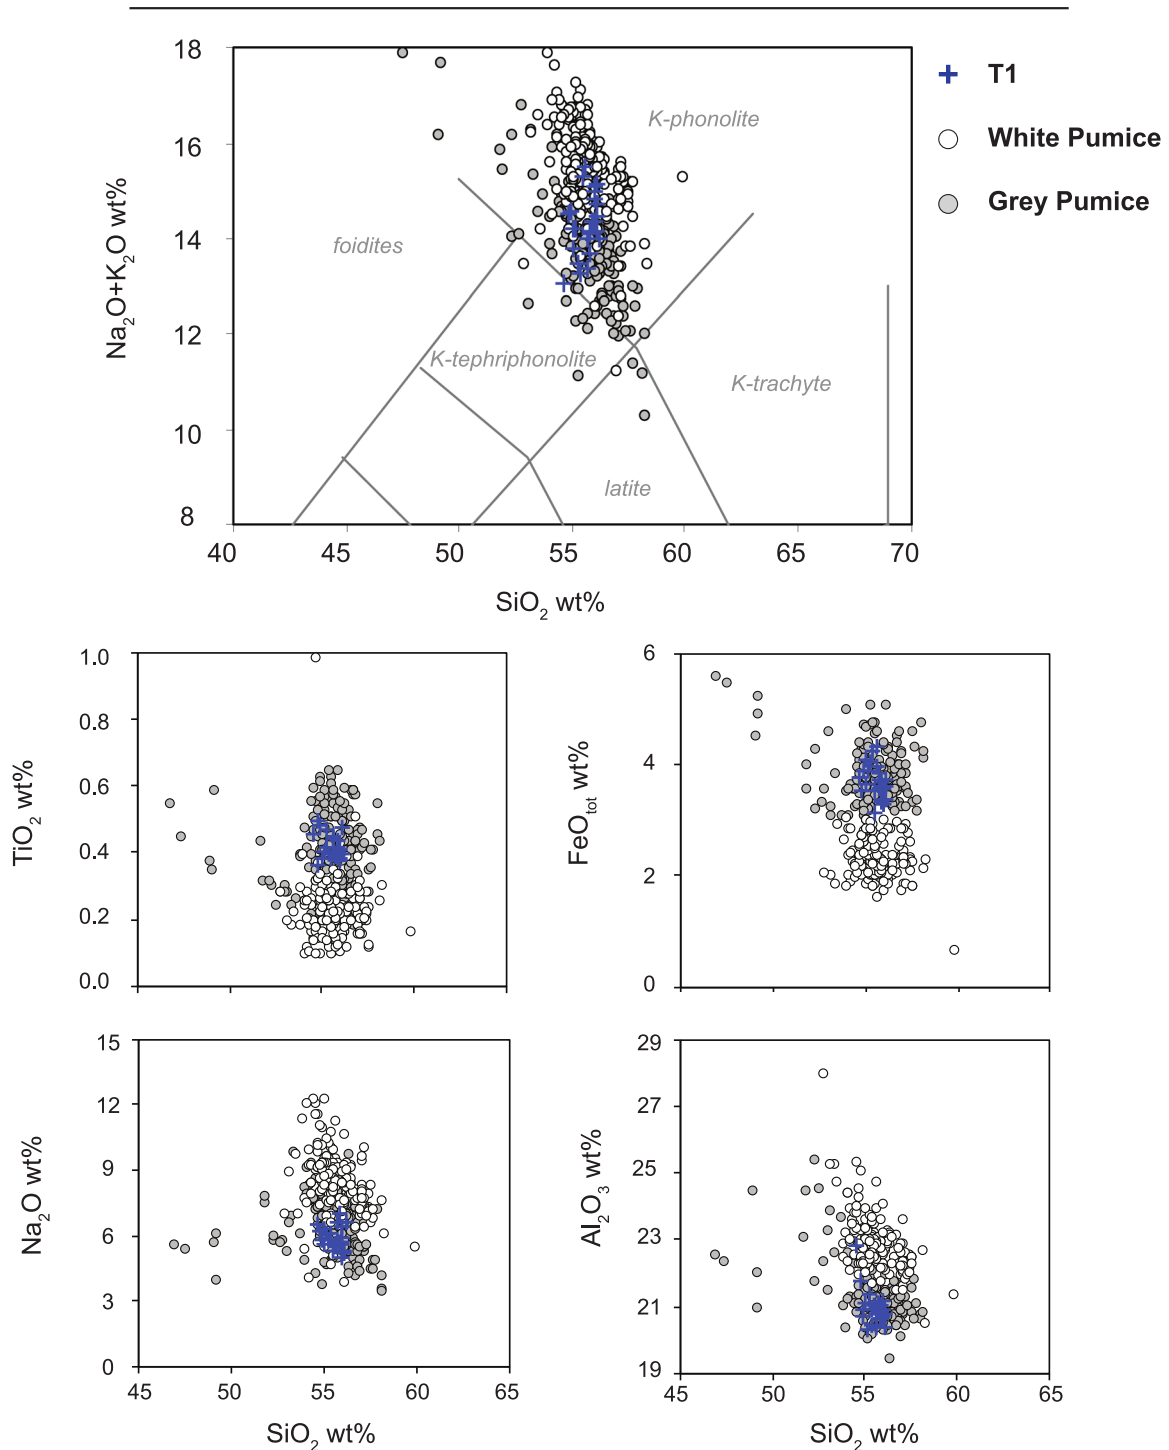 18
16
14
12
10
8
Na₂O+K₂O wt%
K-phonolite
foidites
K-tephriphonolite
K-trachyte
latite
40 45 50 55 60 65 70
SiO₂ wt%
T1
White Pumice
Grey Pumice
1.0
0.8
0.6
0.4
0.2
0.0
TiO₂ wt%
6
4
2
0
FeO_tot wt%
15
12
9
6
3
0
Na₂O wt%
45 50 55 60 65
SiO₂ wt%
29
27
25
23
21
19
Al₂O₃ wt%
45 50 55 60 65
SiO₂ wt%